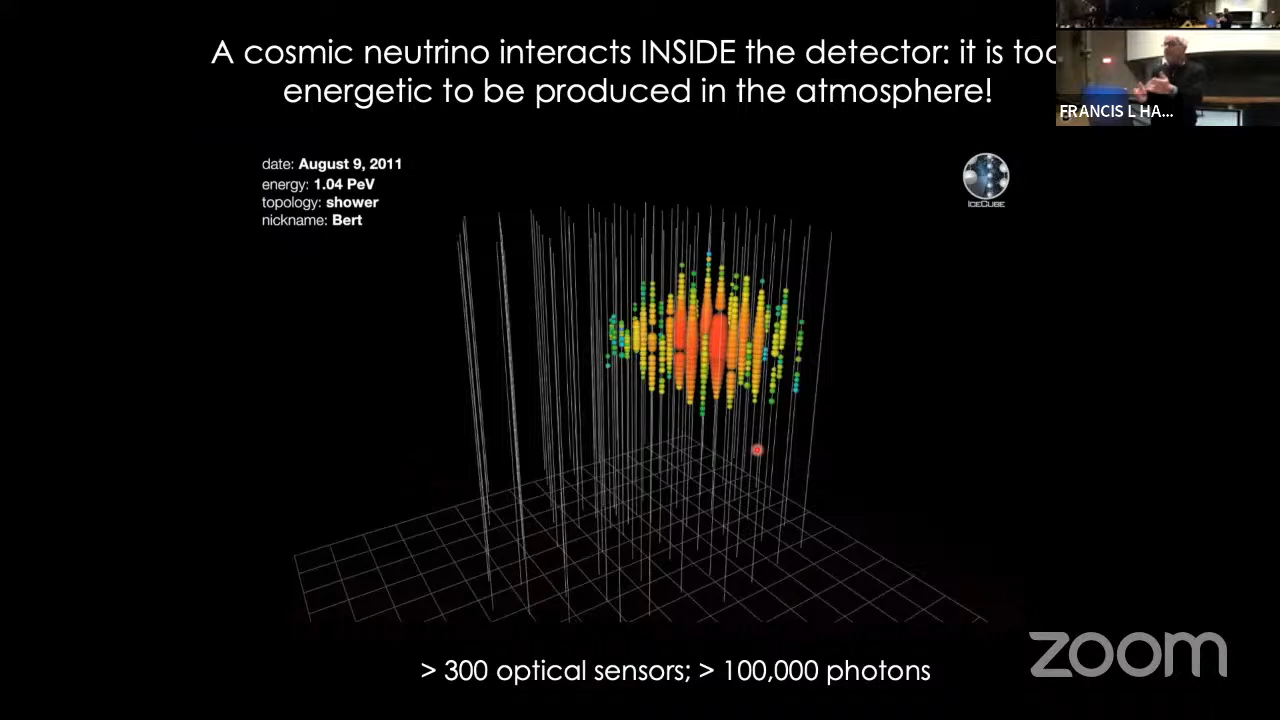 A cosmic neutrino interacts INSIDE the detector: it is too
energetic to be produced in the atmosphere!
FRANCIS L HA...
date: August 9, 2011
energy: 1.04 PeV
topology: shower
nickname: Bert
ICECUBE
> 300 optical sensors; > 100,000 photons
zoom